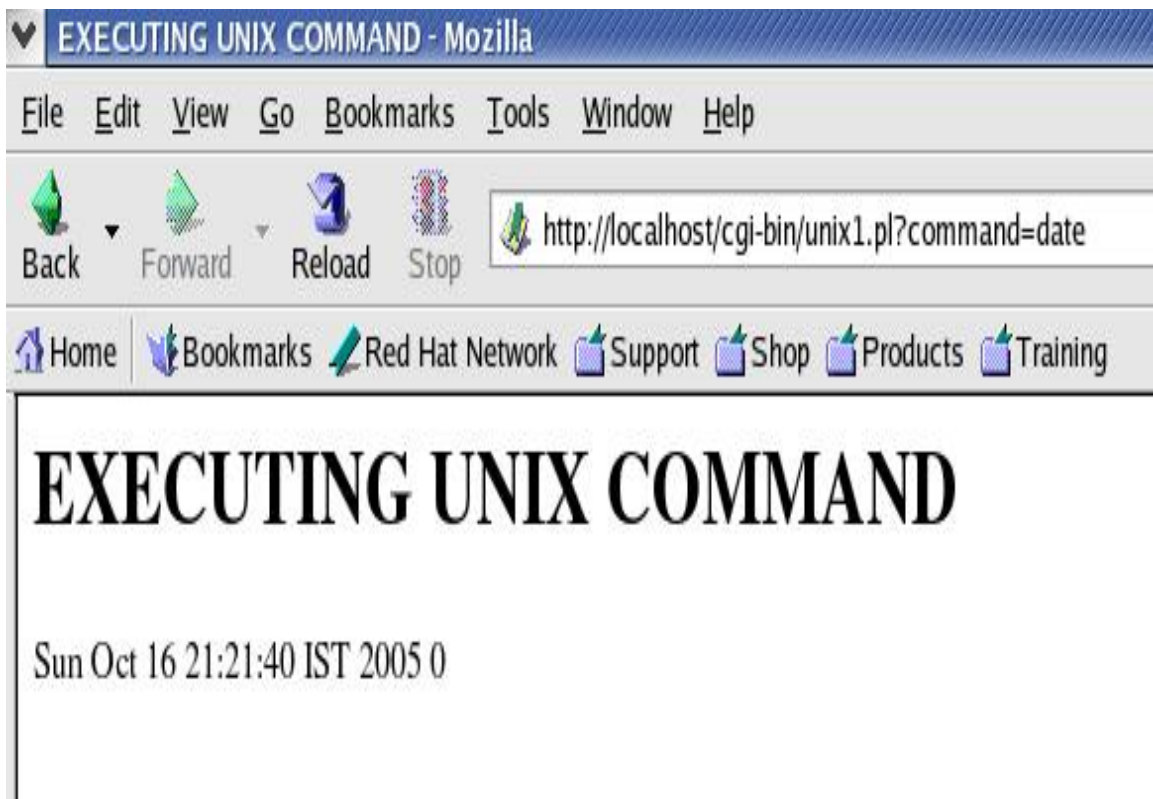 EXECUTING UNIX COMMAND - Mozilla
File Edit View Go Bookmarks Tools Window Help
Back Forward Reload Stop http://localhost/cgi-bin/unix1.pl?command=date
Home Bookmarks Red Hat Network Support Shop Products Training
EXECUTING UNIX COMMAND
Sun Oct 16 21:21:40 IST 2005 0